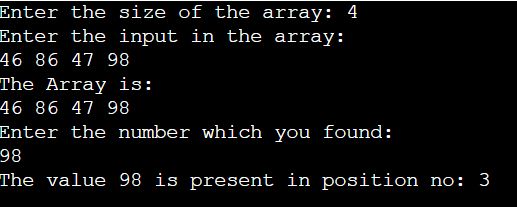 Enter the size of the array: 4
Enter the input in the array:
46 86 47 98
The Array is:
46 86 47 98
Enter the number which you found:
98
The value 98 is present in position no: 3